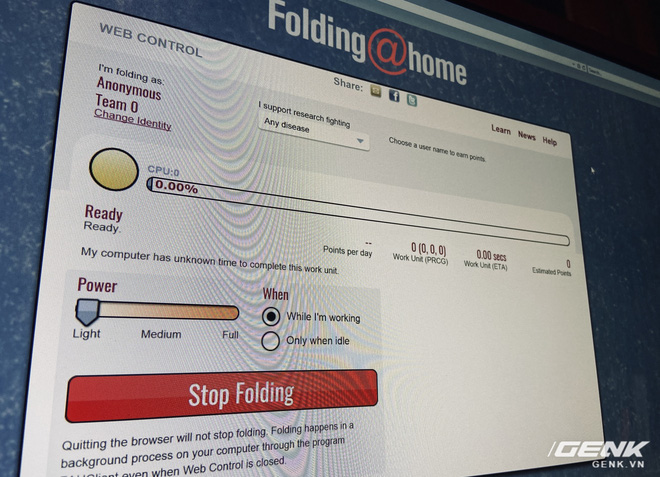 Folding@home
WEB CONTROL
Share:
I'm folding as:
Anonymous
Team 0
Change Identity
I support research fighting
Any disease
Choose a user name to earn points
Learn News Help
CPU:0
0.00%
Ready
Ready.
--
Points per day
0 (0, 0, 0)
Work Unit (PRCG)
0.00 secs
Work Unit (ETA)
0
Estimated Points
My computer has unknown time to complete this work unit.
Power
Light Medium Full
When
While I'm working
Only when idle
Stop Folding
Quitting the browser will not stop folding. Folding happens in a
background process on your computer through the program
even when Web Control is closed.
GENK
GENK.VN